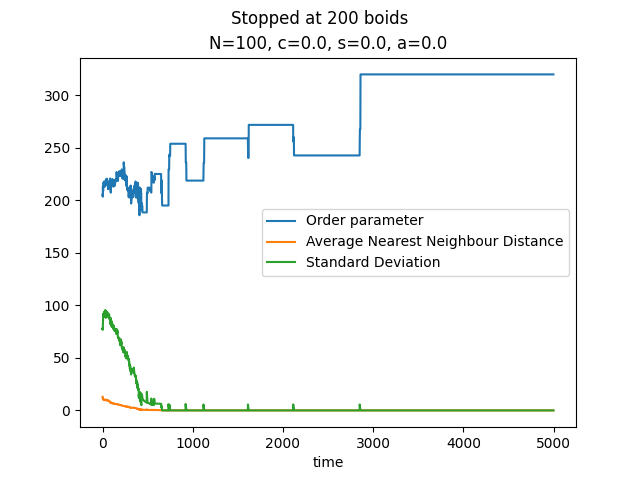 Stopped at 200 boids
N=100, c=0.0, s=0.0, a=0.0
300
250
200
150
100
50
0
Order parameter
Average Nearest Neighbour Distance
Standard Deviation
0 1000 2000 3000 4000 5000
time